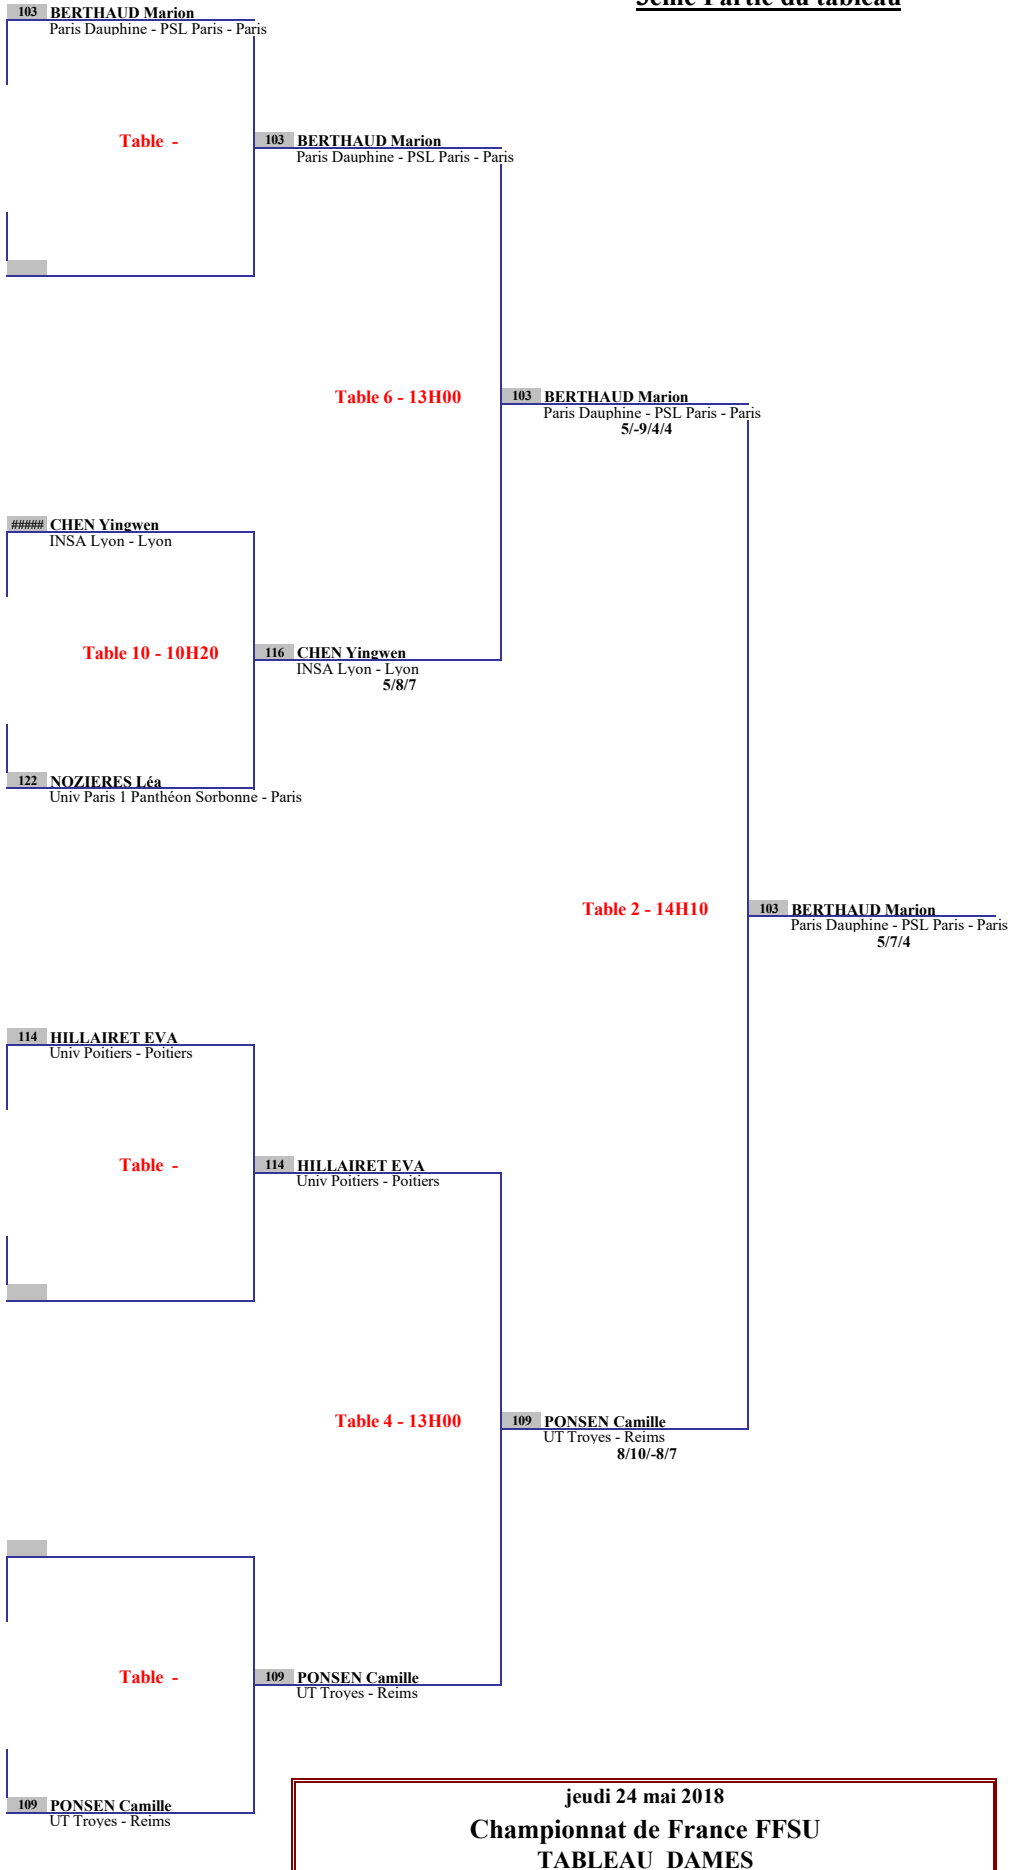 3ème Partie du tableau
103 BERTHAUD Marion
Paris Dauphine - PSL Paris - Paris
Table -
103 BERTHAUD Marion
Paris Dauphine - PSL Paris - Paris
Table 6 - 13H00
103 BERTHAUD Marion
Paris Dauphine - PSL Paris - Paris
5/-9/4/4
##### CHEN Yingwen
INSA Lyon - Lyon
Table 10 - 10H20
116 CHEN Yingwen
INSA Lyon - Lyon
5/8/7
122 NOZIERES Léa
Univ Paris 1 Panthéon Sorbonne - Paris
Table 2 - 14H10
103 BERTHAUD Marion
Paris Dauphine - PSL Paris - Paris
5/7/4
114 HILLAIRET EVA
Univ Poitiers - Poitiers
Table -
114 HILLAIRET EVA
Univ Poitiers - Poitiers
Table 4 - 13H00
109 PONSEN Camille
UT Troyes - Reims
8/10/-8/7
Table -
109 PONSEN Camille
UT Troyes - Reims
109 PONSEN Camille
UT Troyes - Reims
jeudi 24 mai 2018
Championnat de France FFSU
TABLEAU DAMES